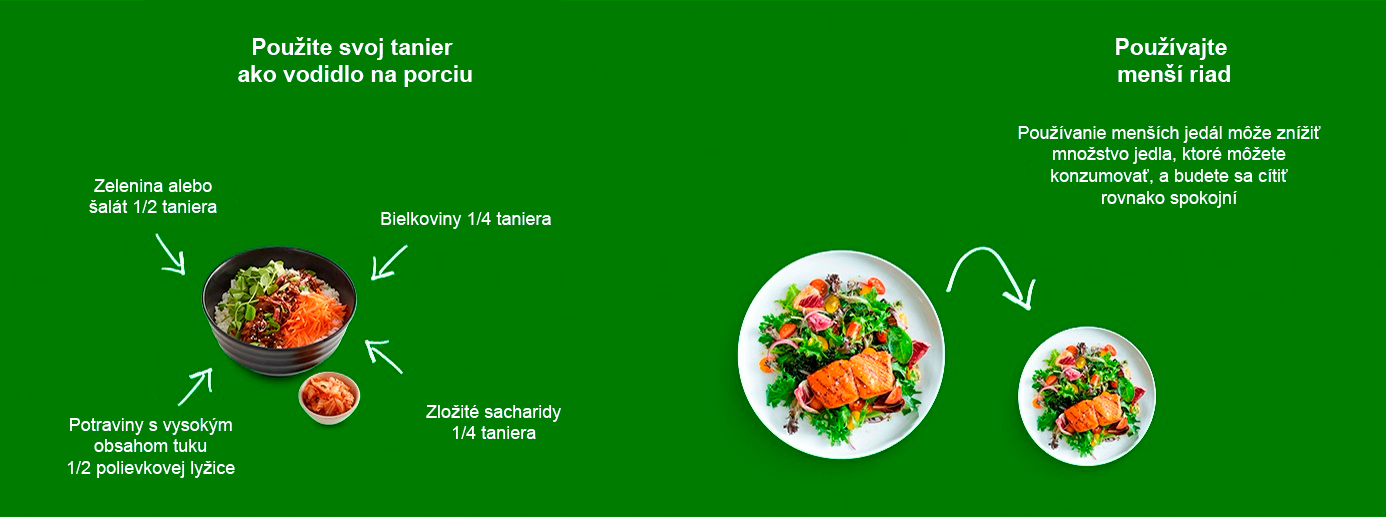 Použite svoj tanier
ako vodidlo na porciu
Zelenina alebo
šalát 1/2 taniera
Bielkoviny 1/4 taniera
Potraviny s vysokým
obsahom tuku
1/2 polievkovej lyžice
Zložité sacharidy
1/4 taniera
Používajte
menší riad
Používanie menších jedál môže znížiť
množstvo jedla, ktoré môžete
konzumovať, a budete sa cítiť
rovnako spokojní